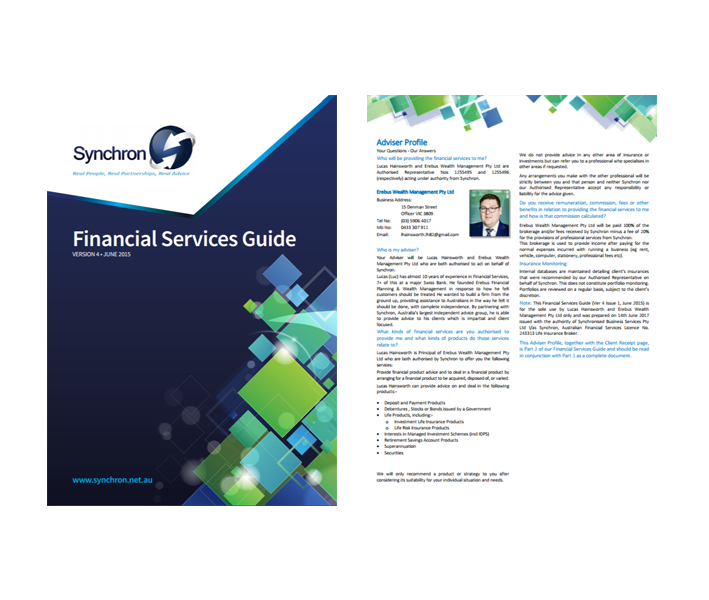 Synchron
Real People, Real Partnerships, Real Advice
Financial Services Guide
VERSION 4 • JUNE 2015
www.synchron.net.au
Adviser Profile
Your Questions - Our Answers
Who will be providing the financial services to me?
Lucas Hainsworth and Erebus Wealth Management Pty Ltd are
Authorised Representative Nos 1255495 and 1255496
(respectively) acting under authority from Synchron.
Erebus Wealth Management Pty Ltd
Business Address:
15 Denman Street
Officer VIC 3809
Tel No: (03) 5906 4017
Mb No: 0433 307 811
Email: lhainsworth.lh82@gmail.com
Who is my adviser?
Your Adviser will be Lucas Hainsworth and Erebus Wealth
Management Pty Ltd who are both authorised to act on behalf of
Synchron.
Lucas (Luc) has almost 10 years of experience in Financial Services,
7+ of this at a major Swiss Bank. He founded Erebus Financial
Planning & Wealth Management in response to how he felt
customers should be treated He wanted to build a firm from the
ground up, providing assistance to Australians in the way he felt it
should be done, with complete independence. By partnering with
Synchron, Australia's largest independent advice group, he is able
to provide advice to his clients which is impartial and client
focused.
What kinds of financial services are you authorised to
provide me and what kinds of products do those services
relate to?
Lucas Hainsworth is Principal of Erebus Wealth Management Pty
Ltd who are both authorised by Synchron to offer you the following
services:
Provide financial product advice and to deal in a financial product by
arranging for a financial product to be acquired, disposed of, or varied.
Lucas Hainsworth can provide advice on and deal in the following
products:-
• Deposit and Payment Products
• Debentures, Stocks or Bonds issued by a Government
• Life Products, including:-
o Investment Life Insurance Products
o Life Risk Insurance Products
• Interests in Managed Investment Schemes (incl IDPS)
• Retirement Savings Account Products
• Superannuation
• Securities
We will only recommend a product or strategy to you after
considering its suitability for your individual situation and needs.
We do not provide advice in any other area of insurance or
investments but can refer you to a professional who specialises in
other areas if requested.
Any arrangements you make with the other professional will be
strictly between you and that person and neither Synchron nor
our Authorised Representative accept any responsibility or
liability for the advice given.
Do you receive remuneration, commission, fees or other
benefits in relation to providing the financial services to me
and how is that commission calculated?
Erebus Wealth Management Pty Ltd will be paid 100% of the
brokerage and/or fees received by Synchron minus a fee of 20%
for the provisions of professional services from Synchron.
This brokerage is used to provide income after paying for the
normal expenses incurred with running a business (eg rent,
vehicle, computer, stationery, professional fees etc).
Insurance Monitoring:
Internal databases are maintained detailing client's insurances
that were recommended by our Authorised Representative on
behalf of Synchron. This does not constitute portfolio monitoring.
Portfolios are reviewed on a regular basis, subject to the client's
discretion.
Note: This Financial Services Guide (Ver 4 Issue 1, June 2015) is
for the sole use by Lucas Hainsworth and Erebus Wealth
Management Pty Ltd only and was prepared on 14th June 2017
issued with the authority of Synchronised Business Services Pty
Ltd t/as Synchron, Australian Financial Services Licence No.
243313 Life Insurance Broker.
This Adviser Profile, together with the Client Receipt page,
is Part 2 of our Financial Services Guide and should be read
in conjunction with Part 1 as a complete document.